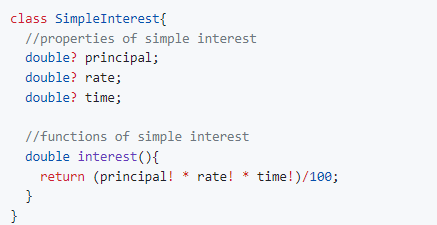 class SimpleInterest{
  //properties of simple interest
  double? principal;
  double? rate;
  double? time;

  //functions of simple interest
  double interest(){
    return (principal! * rate! * time!)/100;
  }
}